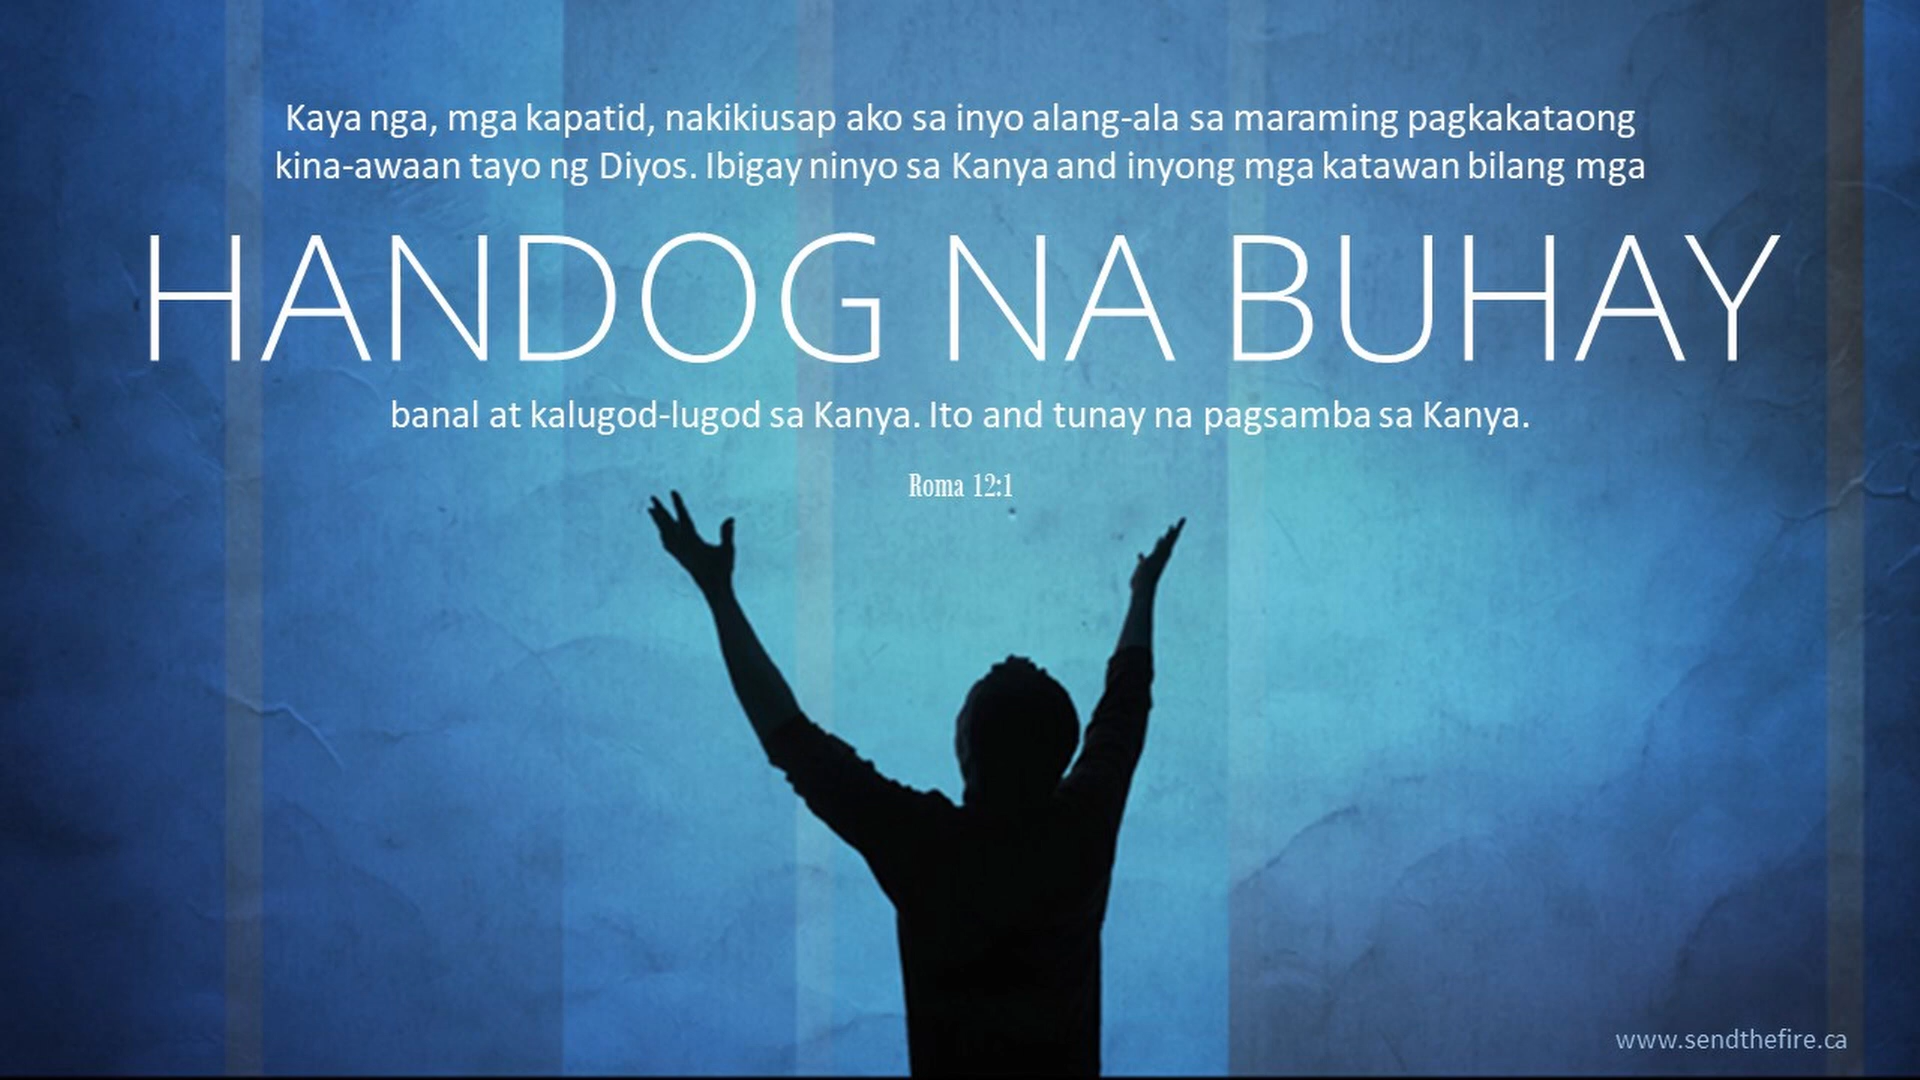 Kaya nga, mga kapatid, nakikiusap ako sa inyo alang-ala sa maraming pagkakataong
kina-awaan tayo ng Diyos. Ibigay ninyo sa Kanya and inyong mga katawan bilang mga
HANDOG NA BUHAY
banal at kalugod-lugod sa Kanya. Ito and tunay na pagsamba sa Kanya.
Roma 12:1
www.sendthefire.ca